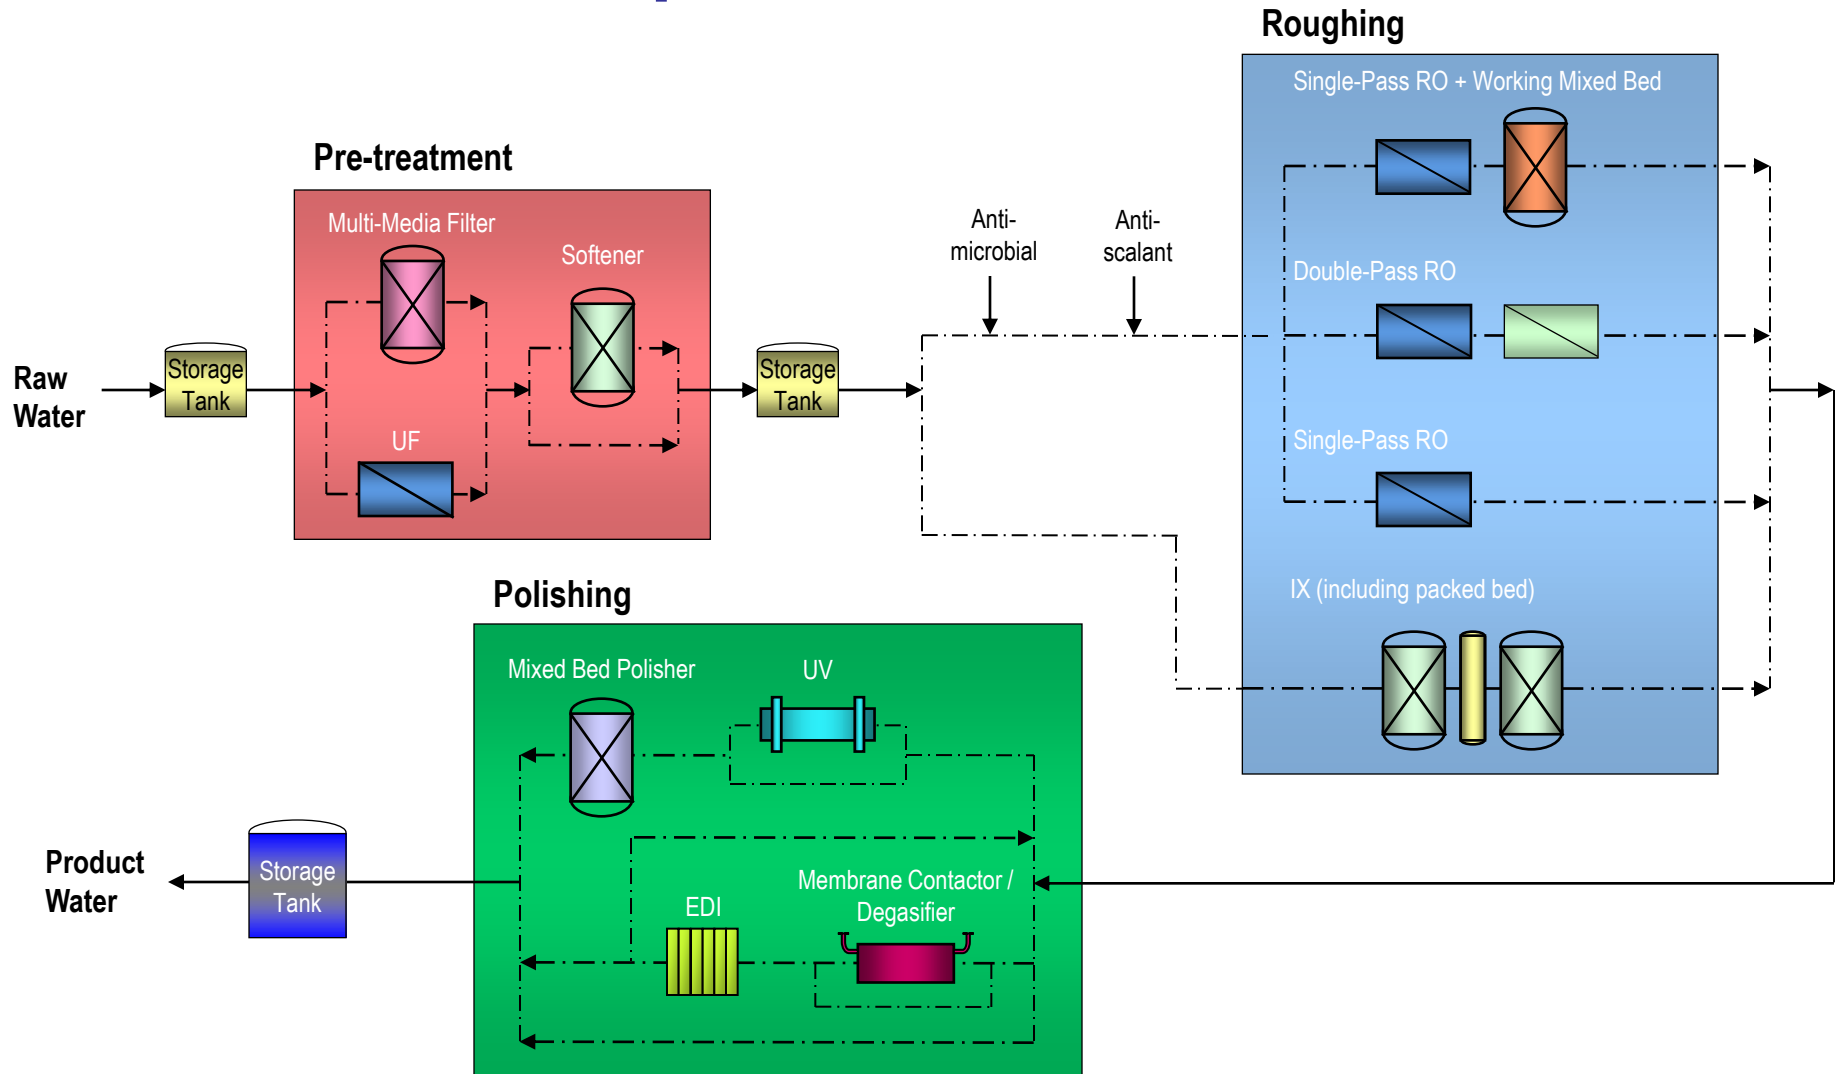 Roughing
Single-Pass RO + Working Mixed Bed
Pre-treatment
Multi-Media Filter
Softener
Anti-
microbial
Anti-
scalant
Double-Pass RO
Raw
Water
Storage
Tank
Storage
Tank
UF
Single-Pass RO
IX (including packed bed)
Polishing
Mixed Bed Polisher
UV
Product
Water
Storage
Tank
EDI
Membrane Contactor /
Degasifier